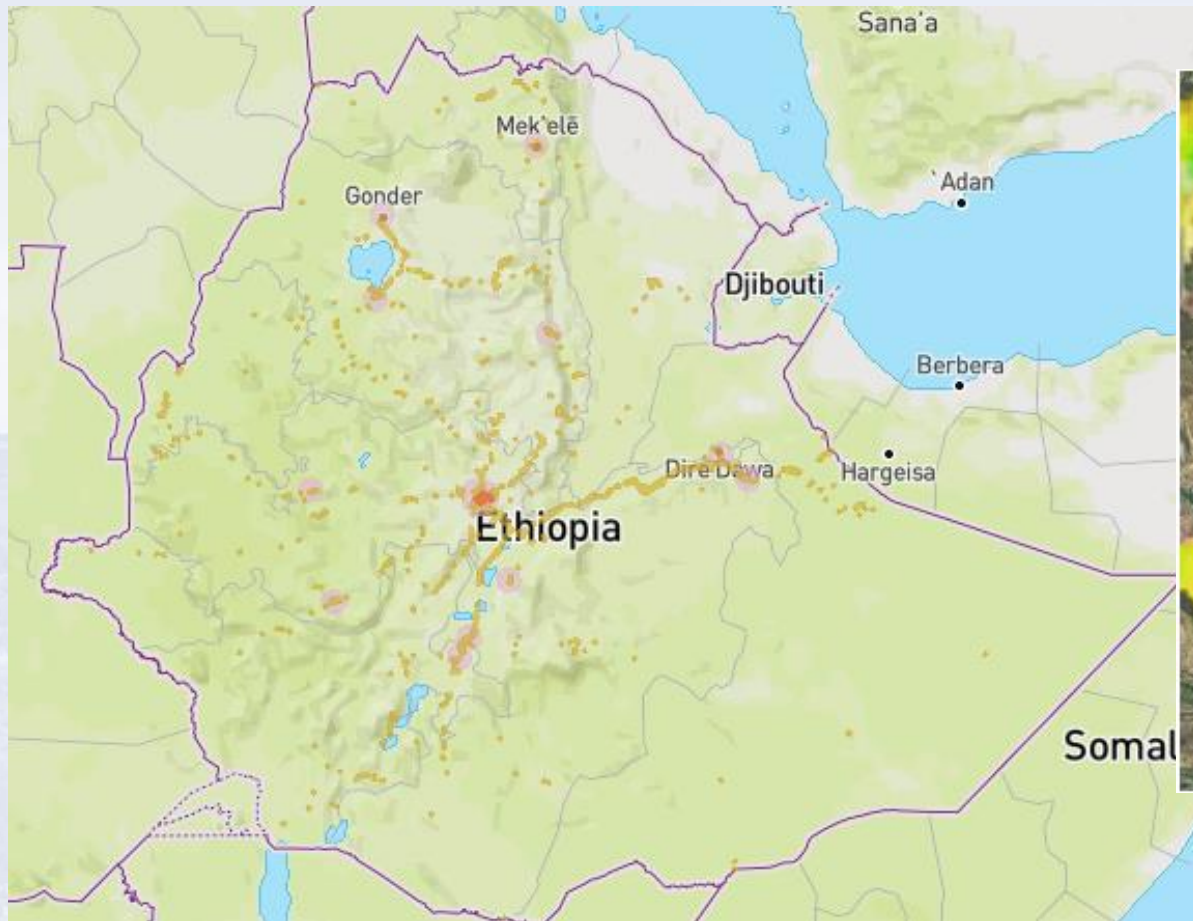 Sana'a
Mek'elē
Gonder
`Adan
Djibouti
Berbera
Dire Dawa
Hargeisa
Ethiopia
Somal